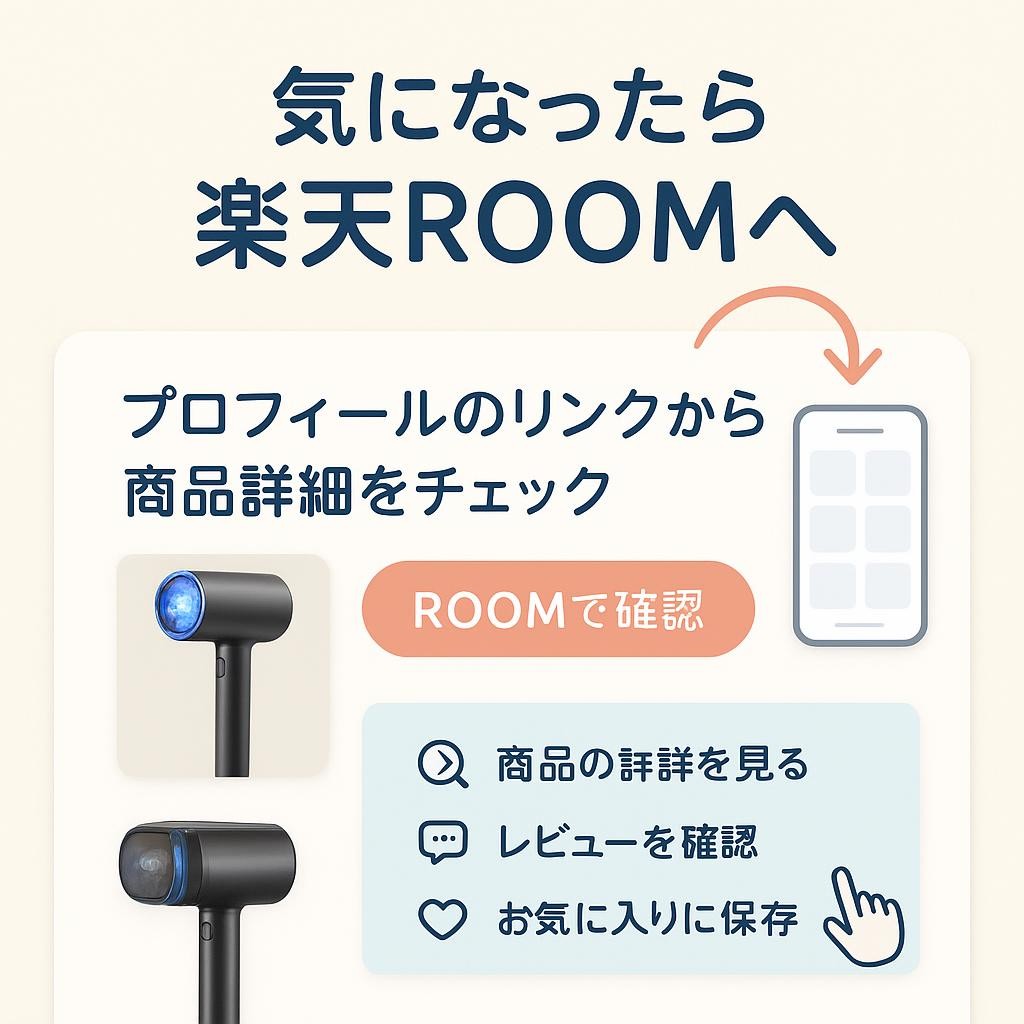 気になったら
楽天ROOMへ
プロフィールのリンクから
商品詳細をチェック
ROOMで確認
商品の詳詳を見る
レビューを確認
お気に入りに保存